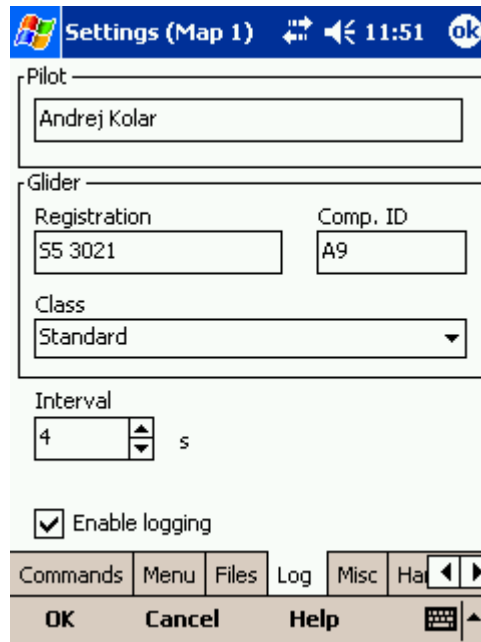 Settings (Map 1) 11:51 ok
Pilot
Andrej Kolar
Glider
Registration Comp. ID
S5 3021 A9
Class
Standard
Interval
4 s
Enable logging
Commands Menu Files Log Misc Ha
OK Cancel Help